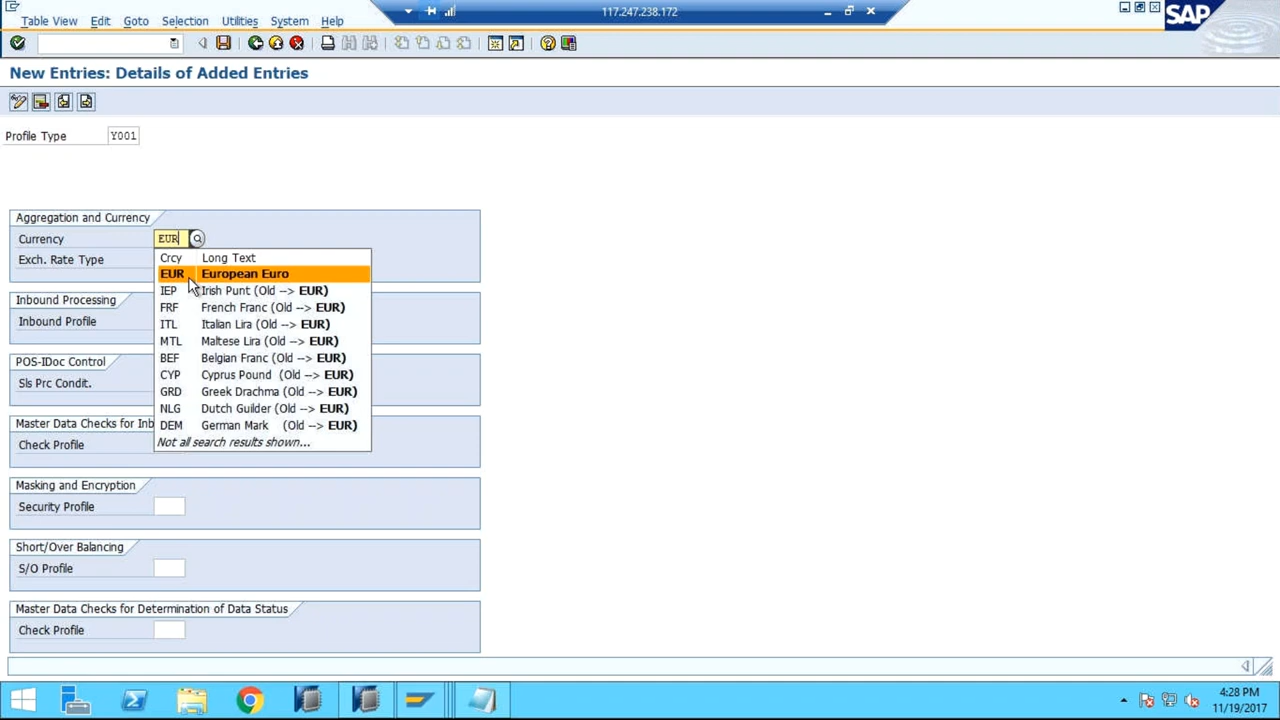 117.247.238.172
Table View Edit Goto Selection Utilities System Help
SAP
New Entries: Details of Added Entries
Profile Type Y001
Aggregation and Currency
Currency EUR
Exch. Rate Type
Crcy Long Text
EUR European Euro
IEP Irish Punt (Old --> EUR)
FRF French Franc (Old --> EUR)
ITL Italian Lira (Old --> EUR)
MTL Maltese Lira (Old --> EUR)
BEF Belgian Franc (Old --> EUR)
CYP Cyprus Pound (Old --> EUR)
GRD Greek Drachma (Old --> EUR)
NLG Dutch Guilder (Old --> EUR)
DEM German Mark (Old --> EUR)
Not all search results shown...
Inbound Processing
Inbound Profile
POS-IDoc Control
Sls Prc Condit.
Master Data Checks for Inb
Check Profile
Masking and Encryption
Security Profile
Short/Over Balancing
S/O Profile
Master Data Checks for Determination of Data Status
Check Profile
4:28 PM
11/19/2017